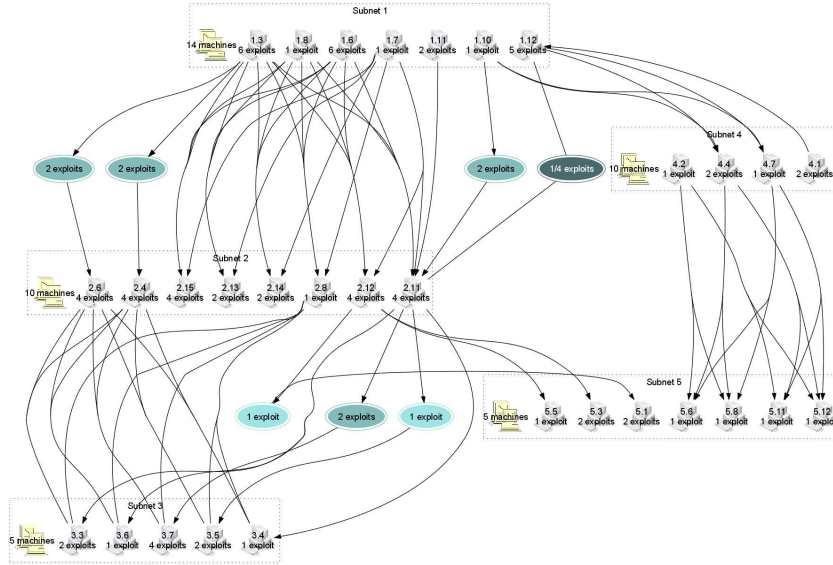 Subnet 1
14 machines
1.3
6 exploits
1.8
1 exploit
1.6
6 exploits
1.7
1 exploit
1.11
2 exploits
1.10
1 exploit
1.12
5 exploits
Subnet 4
10 machines
4.2
1 exploit
4.4
2 exploits
4.7
1 exploit
4.1
2 exploits
2 exploits
2 exploits
2 exploits
1/4 exploits
Subnet 2
10 machines
2.6
4 exploits
2.4
4 exploits
2.15
4 exploits
2.13
2 exploits
2.14
2 exploits
2.8
1 exploit
2.12
4 exploits
2.11
4 exploits
Subnet 5
5 machines
5.5
1 exploit
5.3
2 exploits
5.1
2 exploits
5.6
1 exploit
5.8
1 exploit
5.11
1 exploit
5.12
1 exploit
1 exploit
2 exploits
1 exploit
Subnet 3
5 machines
3.3
2 exploits
3.6
1 exploit
3.7
4 exploits
3.5
2 exploits
3.4
1 exploit